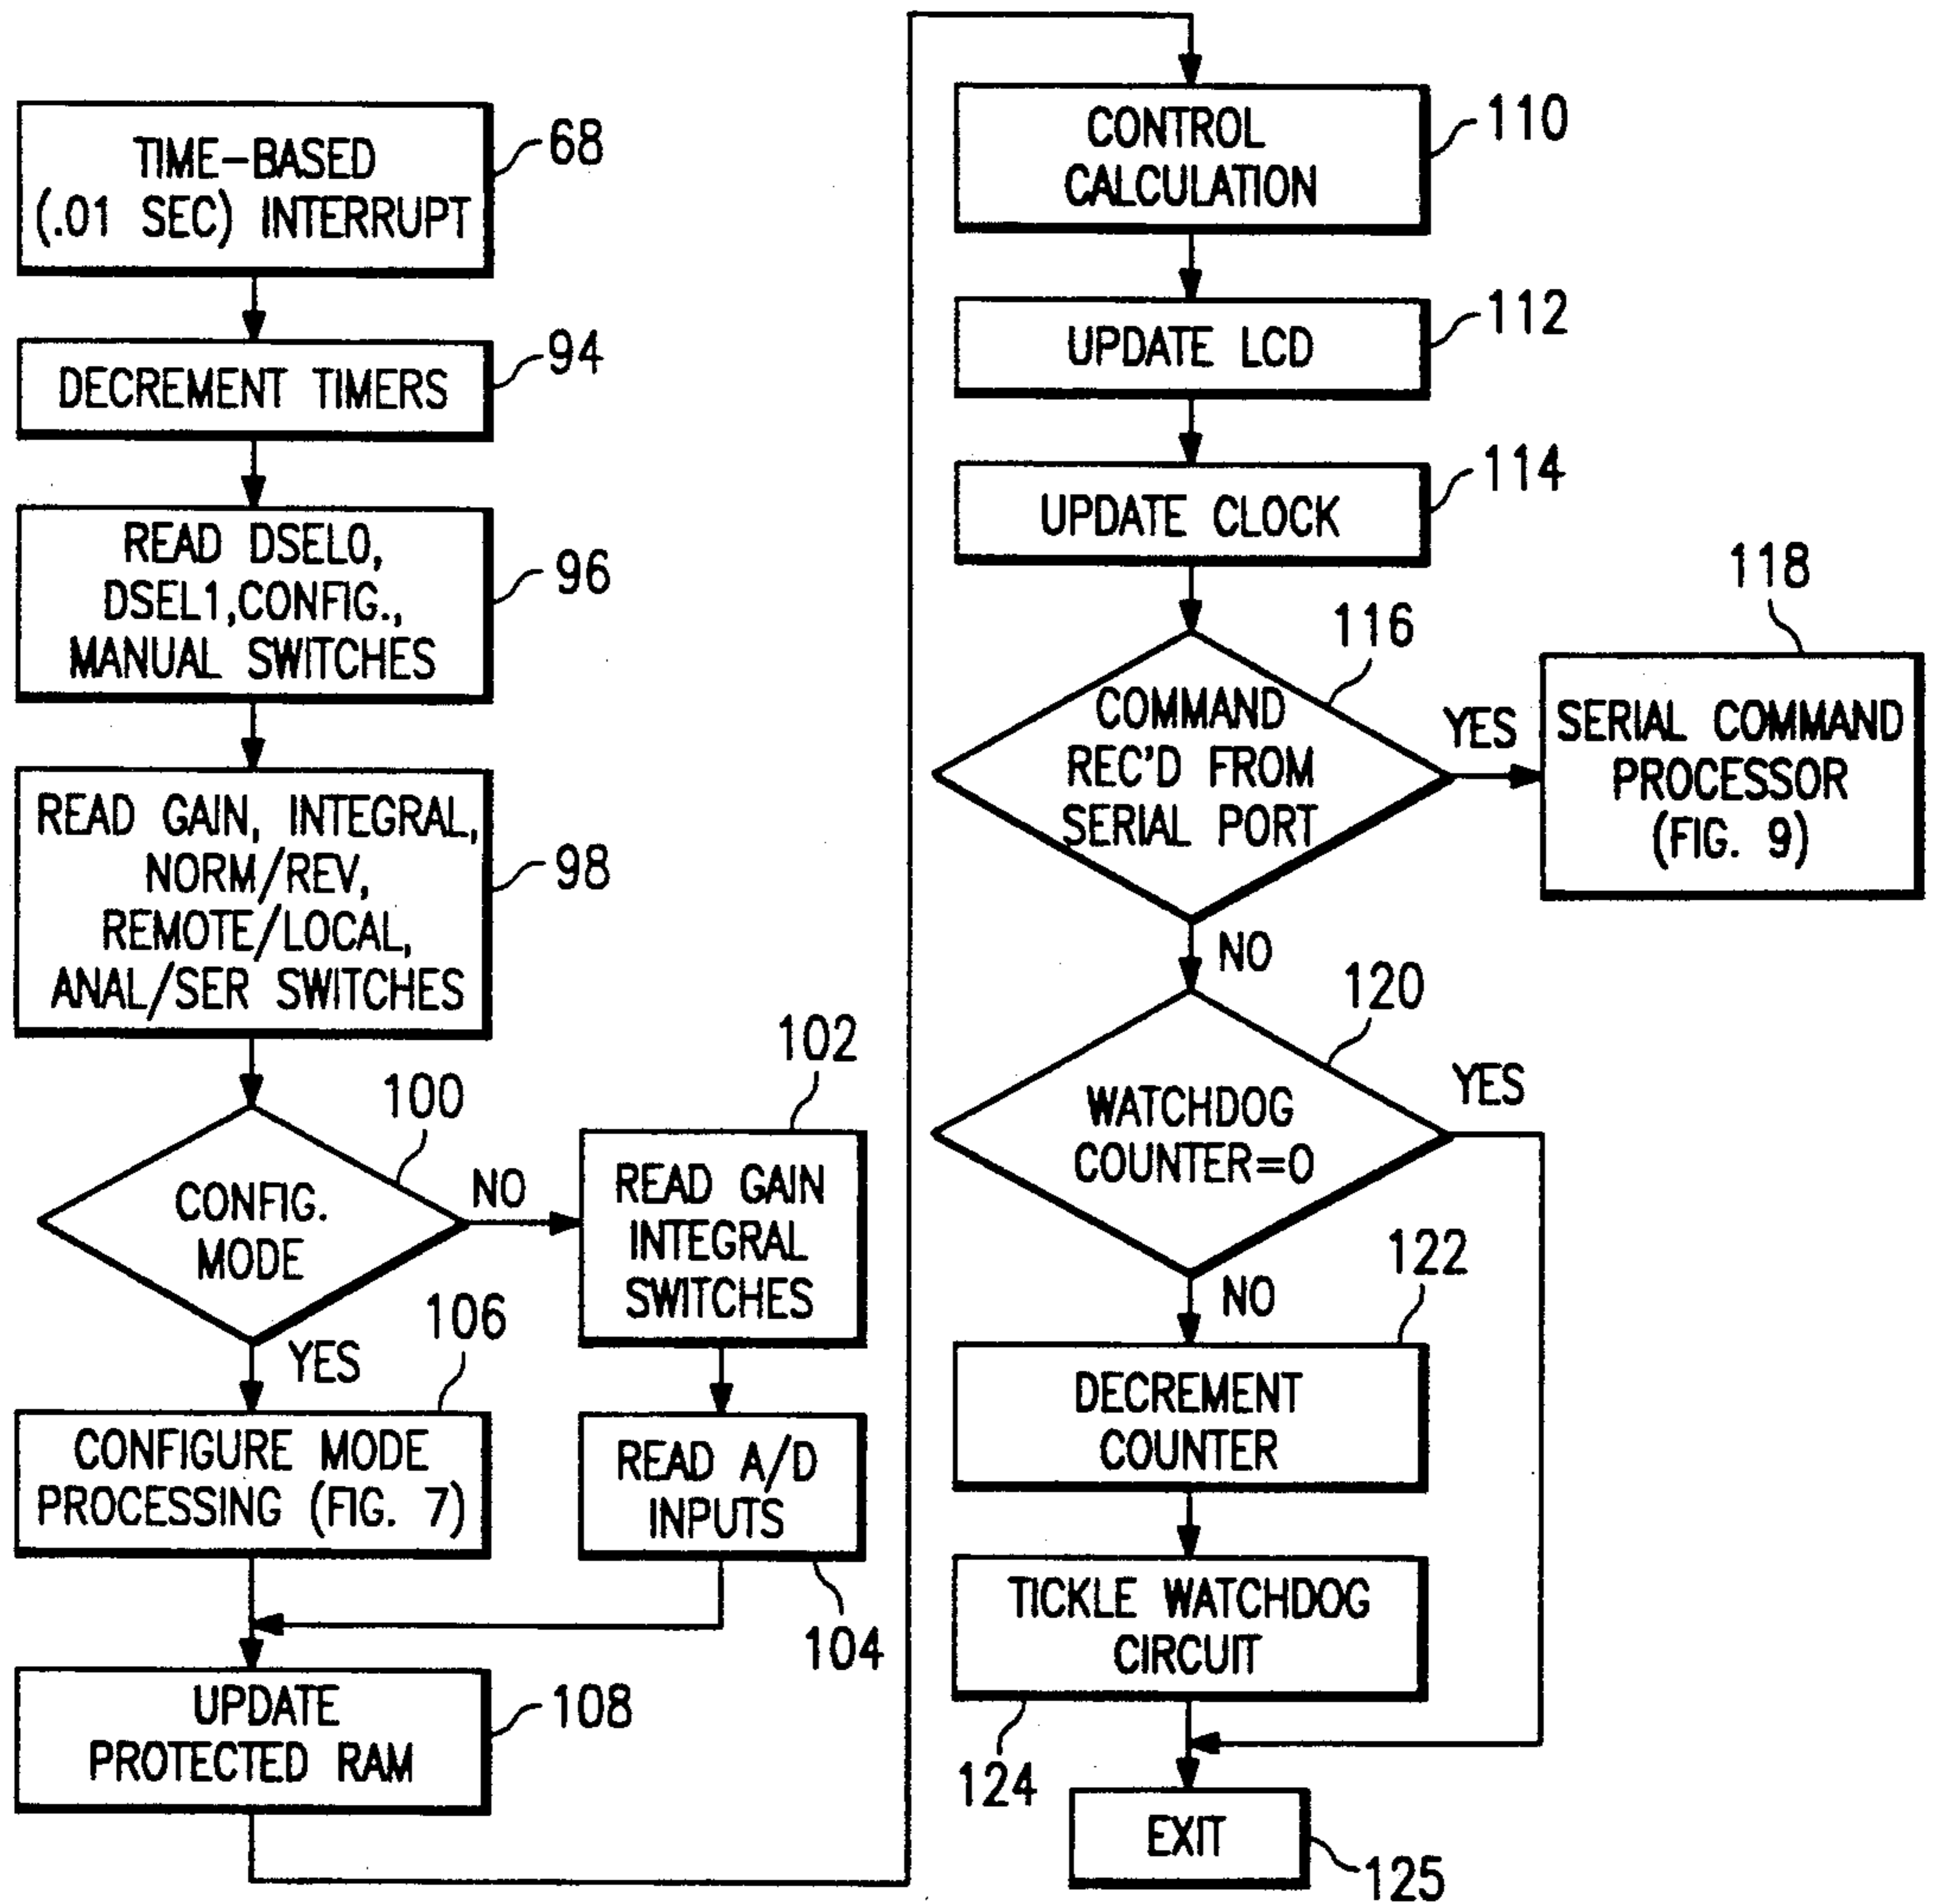 TIME-BASED
(.01 SEC) INTERRUPT
68
DECREMENT TIMERS
94
READ DSEL0,
DSEL1,CONFIG.,
MANUAL SWITCHES
96
READ GAIN, INTEGRAL,
NORM/REV,
REMOTE/LOCAL,
ANAL/SER SWITCHES
98
CONFIG.
MODE
100
NO
READ GAIN
INTEGRAL
SWITCHES
102
READ A/D
INPUTS
104
YES
CONFIGURE MODE
PROCESSING (FIG. 7)
106
UPDATE
PROTECTED RAM
108
CONTROL
CALCULATION
110
UPDATE LCD
112
UPDATE CLOCK
114
COMMAND
REC'D FROM
SERIAL PORT
116
YES
SERIAL COMMAND
PROCESSOR
(FIG. 9)
118
NO
WATCHDOG
COUNTER=0
120
YES
NO
DECREMENT
COUNTER
122
TICKLE WATCHDOG
CIRCUIT
124
EXIT
125